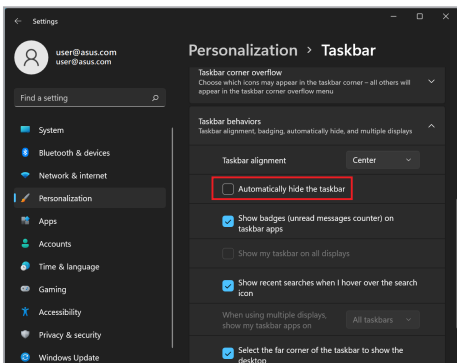 Settings
user@asus.com
user@asus.com
Find a setting
System
Bluetooth & devices
Network & internet
Personalization
Apps
Accounts
Time & language
Gaming
Accessibility
Privacy & security
Windows Update
Personalization > Taskbar
Taskbar corner overflow
Choose which icons may appear in the taskbar corner – all others will
appear in the taskbar corner overflow menu
Taskbar behaviors
Taskbar alignment, badging, automatically hide, and multiple displays
Taskbar alignment
Center
Automatically hide the taskbar
Show badges (unread messages counter) on
taskbar apps
Show my taskbar on all displays
Show recent searches when I hover over the search
icon
When using multiple displays,
show my taskbar apps on
All taskbars
Select the far corner of the taskbar to show the
desktop